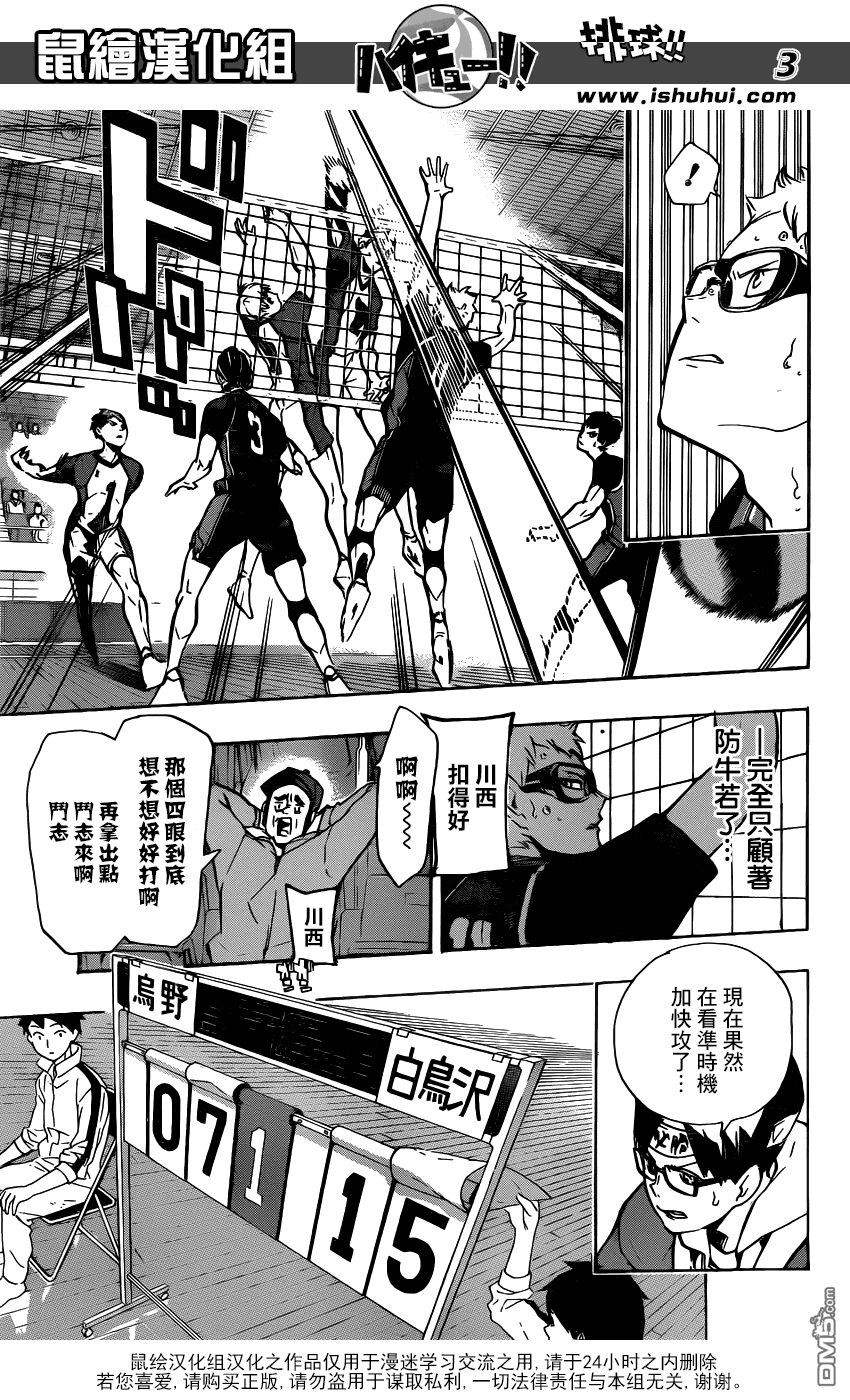 鼠繪漢化組
ハイキュー!!
排球!!
3
www.ishuhui.com
!
3
—完全只顧著
防牛若了…
川西
扣得好
啊啊～
川西
那個四眼到底
想不想好好打啊
再拿出點
鬥志來啊
鬥志
現在果然
在看準時機
加快攻了…
烏野
白鳥沢
07 1 15
鼠绘汉化组汉化之作品仅用于漫迷学习交流之用, 请于24小时之内删除
若您喜爱, 请购买正版, 请勿盗用于谋取私利, 一切法律责任与本组无关, 谢谢。
DM5.com